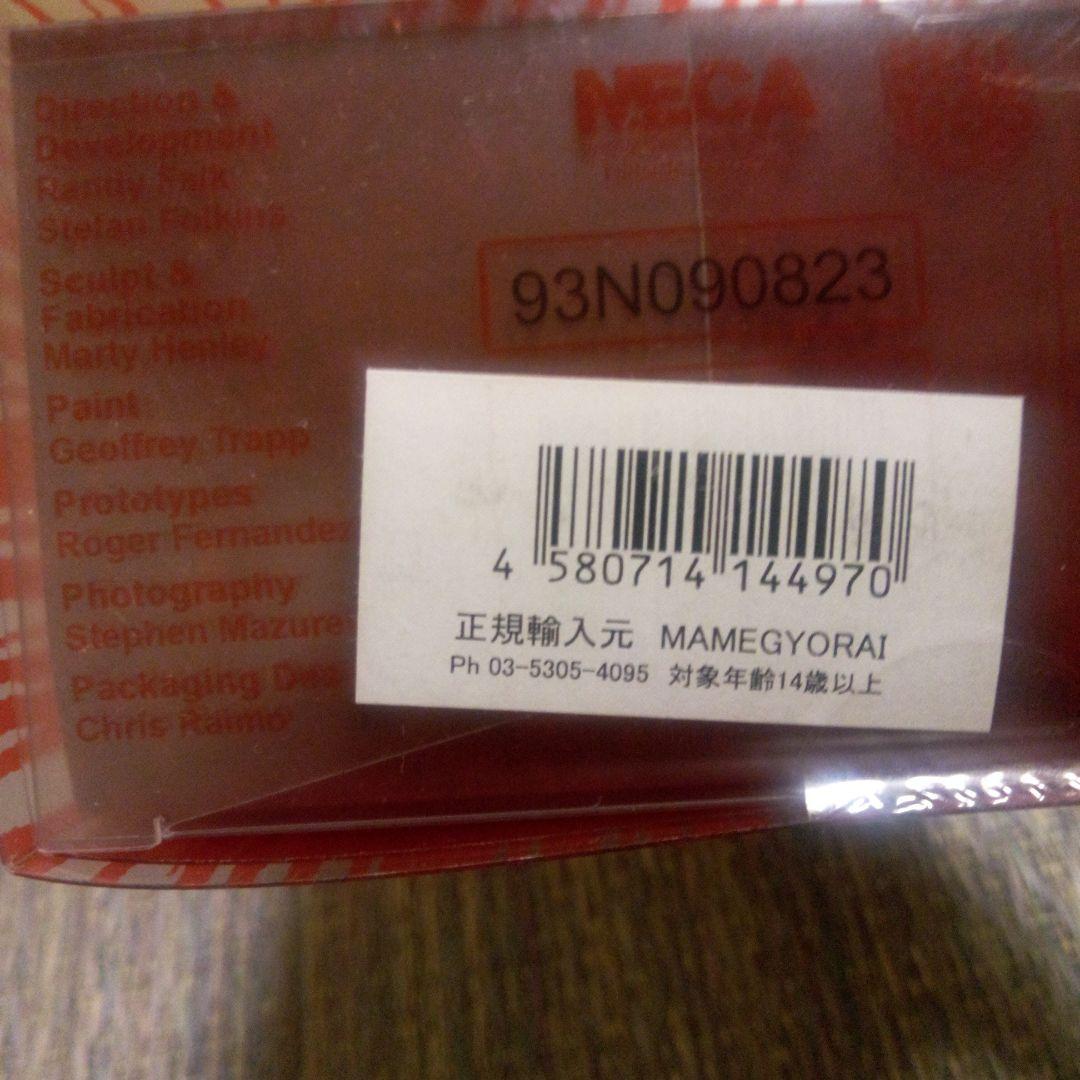 Direction &
Development
Randy Falk
Stefan Folkins
Sculpt &
Fabrication
Marty Henley
Paint
Geoffrey Trapp
Prototypes
Roger Fernandez
Photography
Stephen Mazure
Packaging
Chris Raimo
NECA
93N090823
4 580714 144970
正規輸入元 MAMEGYORAI
Ph 03-5305-4095 対象年齢14歳以上